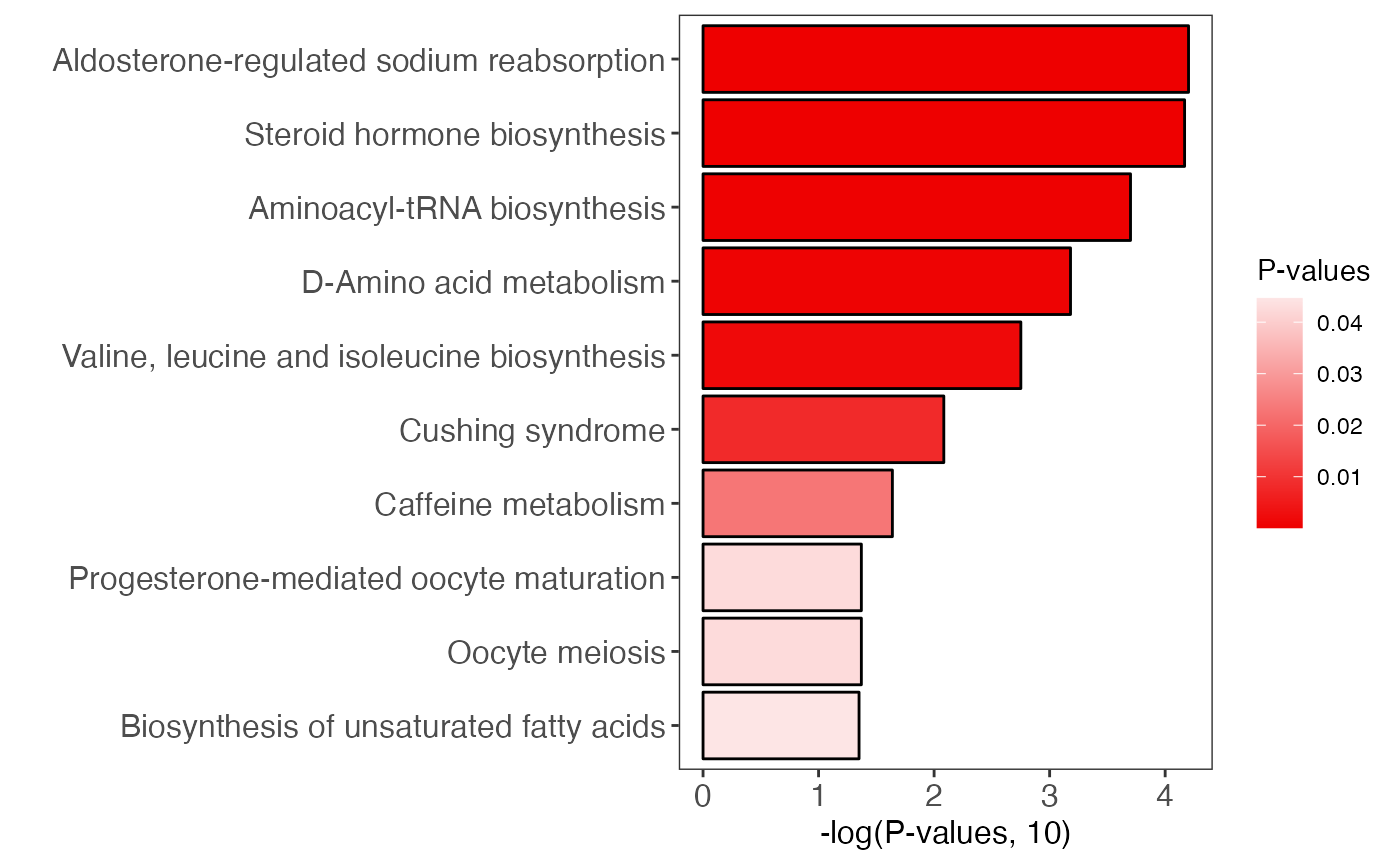 Aldosterone-regulated sodium reabsorption
Steroid hormone biosynthesis
Aminoacyl-tRNA biosynthesis
D-Amino acid metabolism
Valine, leucine and isoleucine biosynthesis
Cushing syndrome
Caffeine metabolism
Progesterone-mediated oocyte maturation
Oocyte meiosis
Biosynthesis of unsaturated fatty acids
0 1 2 3 4
-log(P-values, 10)
P-values
0.04
0.03
0.02
0.01